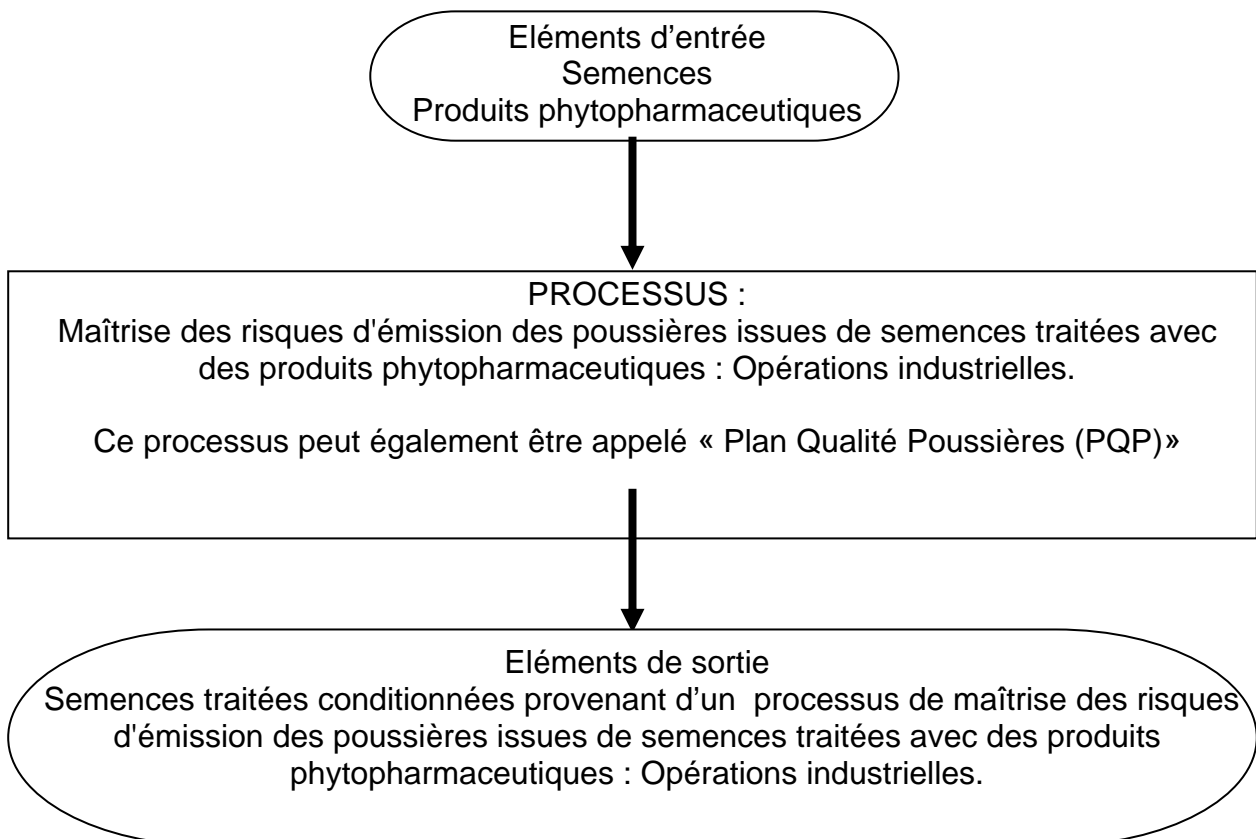 Eléments d’entrée
Semences
Produits phytopharmaceutiques
PROCESSUS :
Maîtrise des risques d'émission des poussières issues de semences traitées avec
des produits phytopharmaceutiques : Opérations industrielles.
Ce processus peut également être appelé « Plan Qualité Poussières (PQP)»
Eléments de sortie
Semences traitées conditionnées provenant d’un processus de maîtrise des risques
d'émission des poussières issues de semences traitées avec des produits
phytopharmaceutiques : Opérations industrielles.